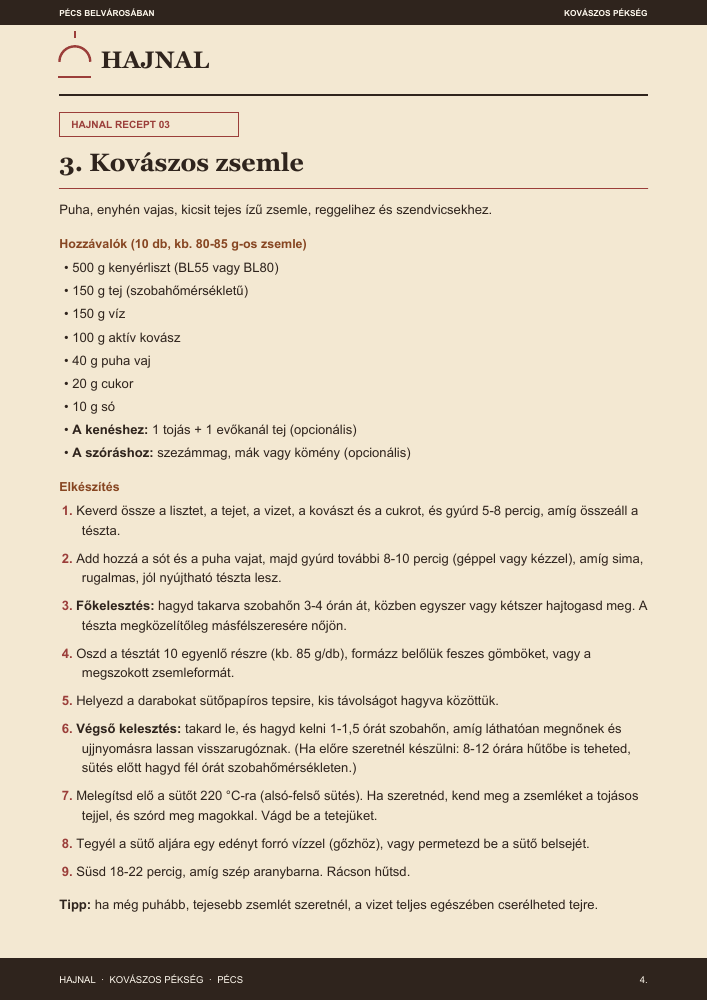 PÉCS BELVÁROSÁBAN KOVÁSZOS PÉKSÉG
HAJNAL
HAJNAL RECEPT 03
3. Kovászos zsemle
Puha, enyhén vajas, kicsit tejes ízű zsemle, reggelihez és szendvicsekhez.
Hozzávalók (10 db, kb. 80-85 g-os zsemle)
• 500 g kenyérliszt (BL55 vagy BL80)
• 150 g tej (szobahőmérsékletű)
• 150 g víz
• 100 g aktív kovász
• 40 g puha vaj
• 20 g cukor
• 10 g só
• A kenéshez: 1 tojás + 1 evőkanál tej (opcionális)
• A szóráshoz: szezámmag, mák vagy kömény (opcionális)
Elkészítés
1. Keverd össze a lisztet, a tejet, a vizet, a kovászt és a cukrot, és gyúrd 5-8 percig, amíg összeáll a
tészta.
2. Add hozzá a sót és a puha vajat, majd gyúrd további 8-10 percig (géppel vagy kézzel), amíg sima,
rugalmas, jól nyújtható tészta lesz.
3. Főkelesztés: hagyd takarva szobahőn 3-4 órán át, közben egyszer vagy kétszer hajtogasd meg. A
tészta megközelítőleg másfélszeresére nőjön.
4. Oszd a tésztát 10 egyenlő részre (kb. 85 g/db), formázz belőlük feszes gömböket, vagy a
megszokott zsemleformát.
5. Helyezd a darabokat sütőpapíros tepsire, kis távolságot hagyva közöttük.
6. Végső kelesztés: takard le, és hagyd kelni 1-1,5 órát szobahőn, amíg láthatóan megnőnek és
ujjnyomásra lassan visszarugóznak. (Ha előre szeretnél készülni: 8-12 órára hűtőbe is teheted,
sütés előtt hagyd fél órát szobahőmérsékleten.)
7. Melegítsd elő a sütőt 220 °C-ra (alsó-felső sütés). Ha szeretnéd, kend meg a zsemléket a tojásos
tejjel, és szórd meg magokkal. Vágd be a tetejüket.
8. Tegyél a sütő aljára egy edényt forró vízzel (gőzhöz), vagy permetezd be a sütő belsejét.
9. Süsd 18-22 percig, amíg szép aranybarna. Rácson hűtsd.
Tipp: ha még puhább, tejesebb zsemlét szeretnél, a vizet teljes egészében cserélheted tejre.
HAJNAL · KOVÁSZOS PÉKSÉG · PÉCS 4.